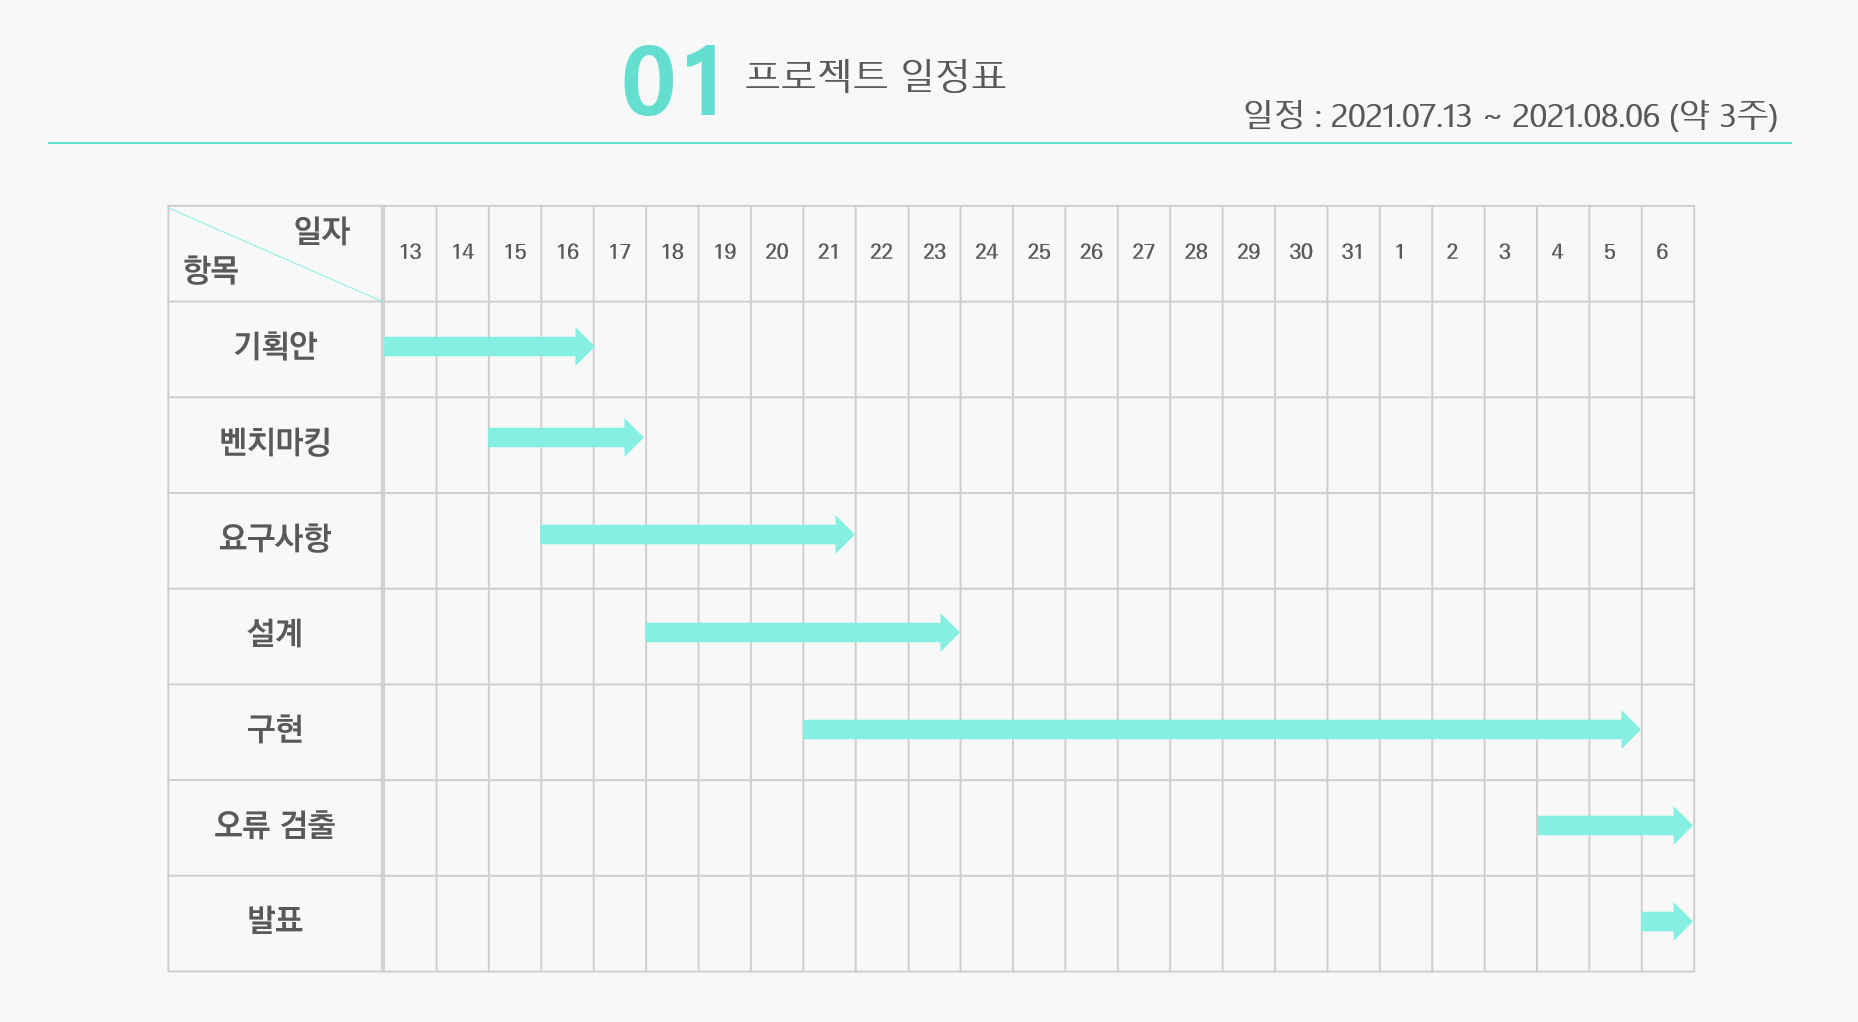 01 프로젝트 일정표
일정 : 2021.07.13 ~ 2021.08.06 (약 3주)
일자
항목
13 14 15 16 17 18 19 20 21 22 23 24 25 26 27 28 29 30 31 1 2 3 4 5 6
기획안
벤치마킹
요구사항
설계
구현
오류 검출
발표